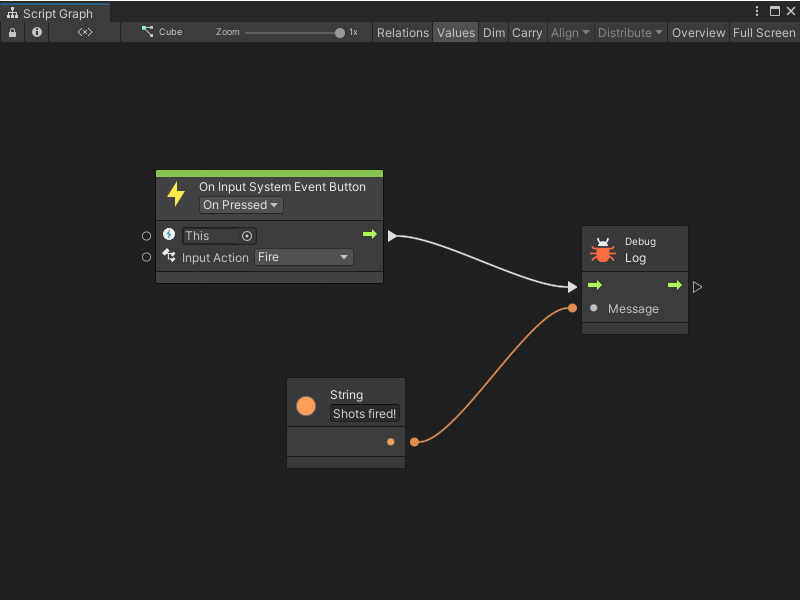 Script Graph
Cube
Zoom
1x
Relations
Values
Dim
Carry
Align
Distribute
Overview
Full Screen
On Input System Event Button
On Pressed
This
Input Action
Fire
Debug
Log
Message
String
Shots fired!